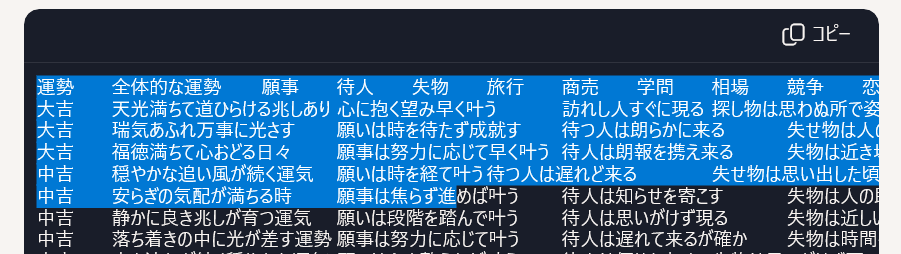 コピー
運勢 全体的な運勢 願事 待人 失物 旅行 商売 学問 相場 競争 恋
大吉 天光満ちて道ひらける兆しあり 心に抱く望み早く叶う 訪れし人すぐに現る 探し物は思わぬ所で姿
大吉 瑞気あふれ万事に光さす 願いは時を待たず成就す 待つ人は朗らかに来る 失せ物は人の
大吉 福徳満ちて心おどる日々 願事は努力に応じて早く叶う 待人は朗報を携え来る 失物は近き場
中吉 穏やかな追い風が続く運気 願いは時を経て叶う 待つ人は遅れど来る 失せ物は思い出した頃
中吉 安らぎの気配が満ちる時 願事は焦らず進めば叶う 待人は知らせを寄こす 失物は人の
中吉 静かに良き兆しが育つ運気 願いは段階を踏んで叶う 待人は思いがけず現る 失物は近し
中吉 落ち着きの中に光が差す運勢 願事は努力に応じて叶う 待人は遅れて来るが確か 失物は時間